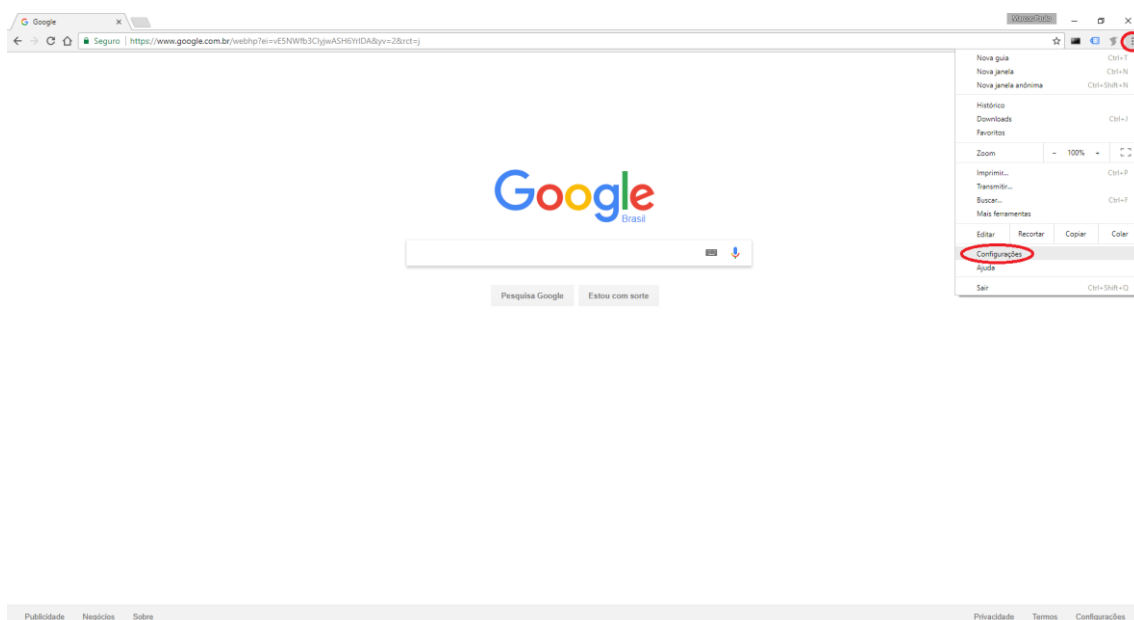 Google
Marcos Paulo
Seguro
https://www.google.com.br/webhp?ei=vE5NWfb3ClyjwASH6YrIDA&yv=2&rct=j
Nova guia Ctrl+T
Nova janela Ctrl+N
Nova janela anônima Ctrl+Shift+N
Histórico
Downloads Ctrl+J
Favoritos
Zoom - 100% +
Imprimir... Ctrl+P
Transmitir...
Buscar... Ctrl+F
Mais ferramentas
Editar Recortar Copiar Colar
Configurações
Ajuda
Sair Ctrl+Shift+Q
Google
Brasil
Pesquisa Google Estou com sorte
Publicidade Negócios Sobre Privacidade Termos Configurações